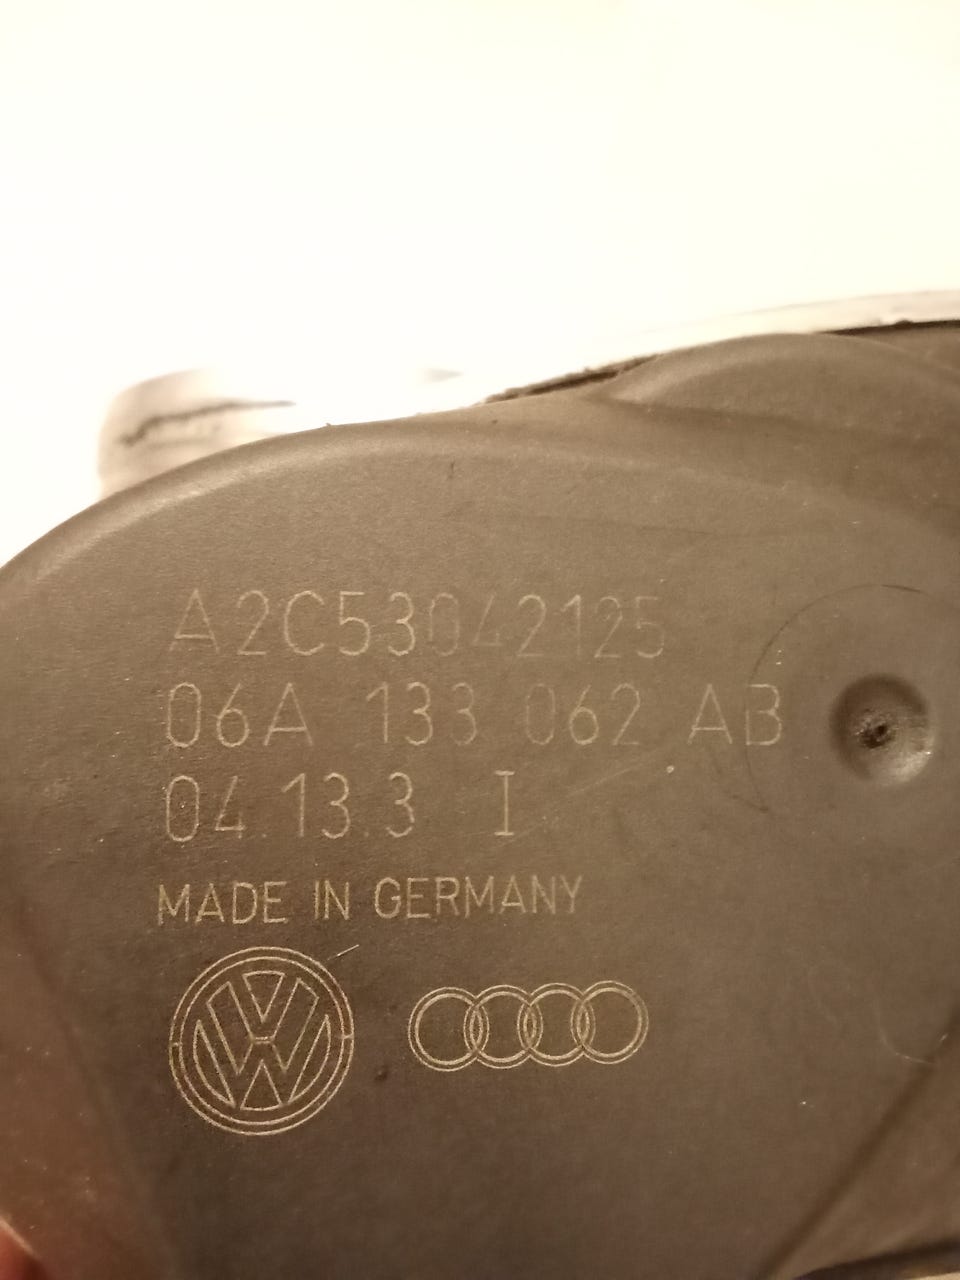 A2C53042125
06A 133 062 AB
04.13.3 I
MADE IN GERMANY